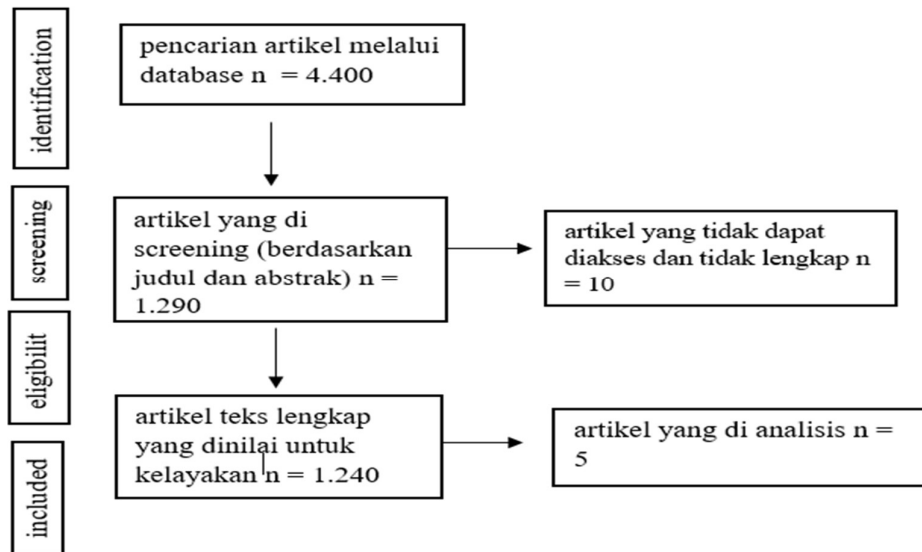 identification
pencarian artikel melalui
database n = 4.400
screening
artikel yang di
screening (berdasarkan
judul dan abstrak) n =
1.290
artikel yang tidak dapat
diakses dan tidak lengkap n
= 10
eligibilit
artikel teks lengkap
yang dinilai untuk
kelayakan n = 1.240
artikel yang di analisis n =
5
included